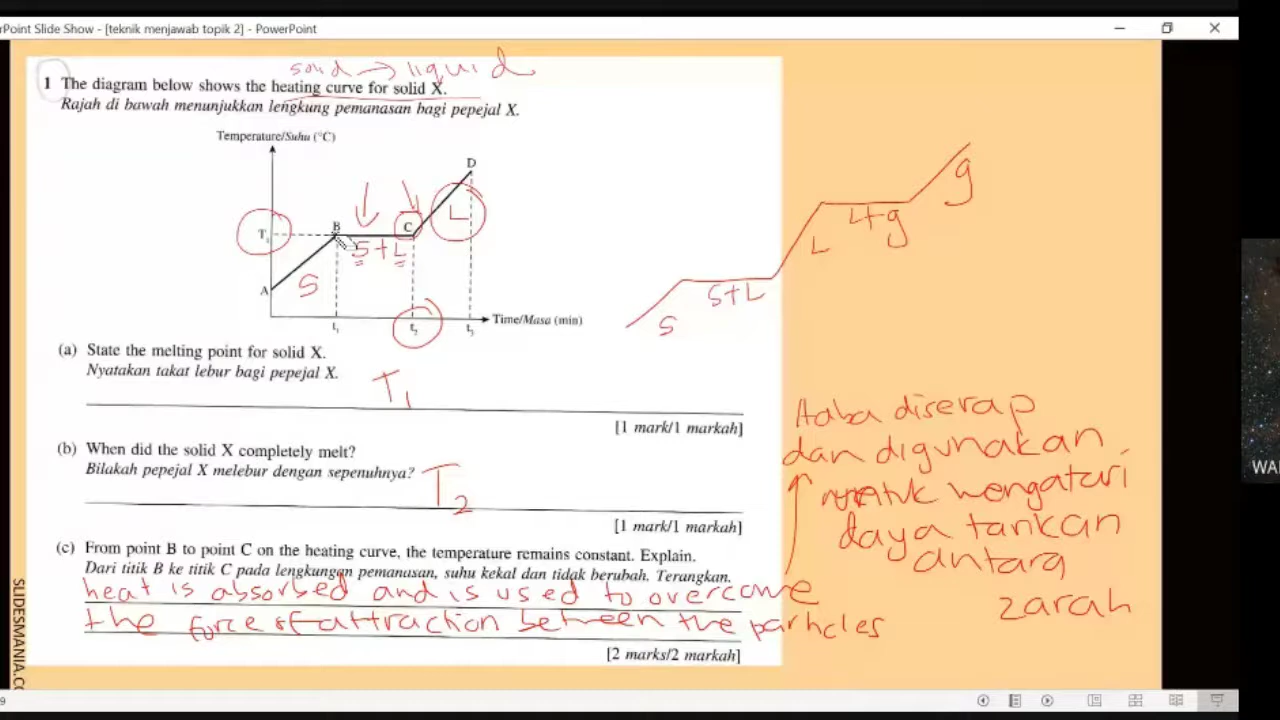 PointPoint Slide Show - [teknik menjawab topik 2] - PowerPoint
solid → liquid
1 The diagram below shows the heating curve for solid X.
Rajah di bawah menunjukkan lengkung pemanasan bagi pepejal X.
Temperature/Suhu (°C)
D
g
L
L+g
B
C
T₁
S + L
L
A
S
S+L
S
t₁ t₂ t₃
Time/Masa (min)
(a) State the melting point for solid X.
Nyatakan takat lebur bagi pepejal X.
T₁
[1 mark/1 markah]
(b) When did the solid X completely melt?
Bilakah pepejal X melebur dengan sepenuhnya?
T₂
[1 mark/1 markah]
(c) From point B to point C on the heating curve, the temperature remains constant. Explain.
Dari titik B ke titik C pada lengkungan pemanasan, suhu kekal dan tidak berubah. Terangkan.
heat is absorbed and is used to overcome
the force of attraction between the particles
[2 marks/2 markah]
Haba diserap
dan digunakan
untuk mengatasi
daya tarikan
antara
zarah
SLIDESMANIA.C
WA
9